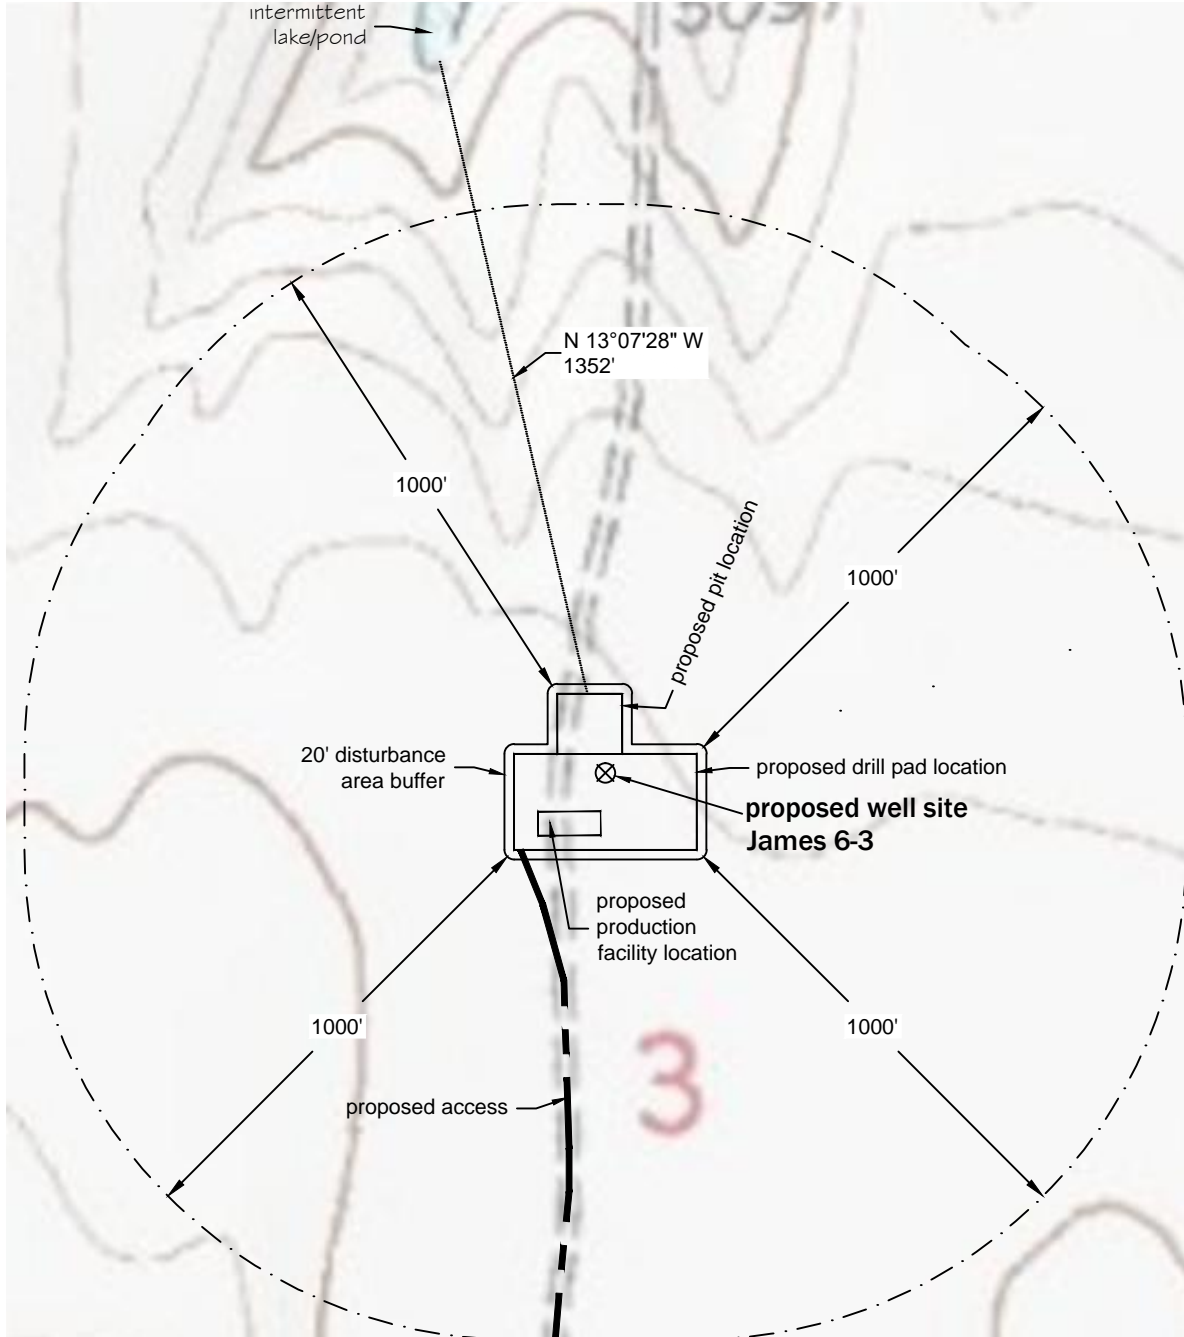 intermittent
lake/pond
N 13°07'28" W
1352'
1000'
1000'
proposed pit location
20' disturbance
area buffer
proposed drill pad location
proposed well site
James 6-3
proposed
production
facility location
1000'
1000'
3
proposed access